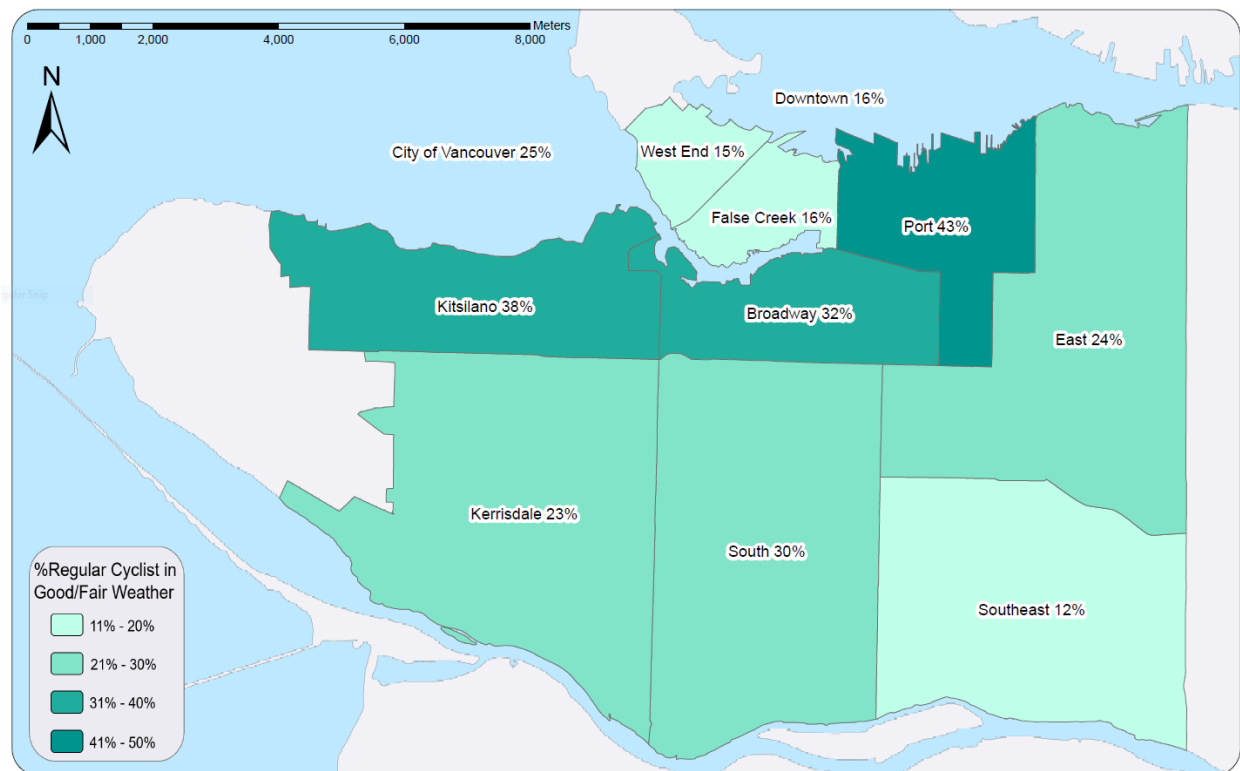 Meters
0 1,000 2,000 4,000 6,000 8,000
N
Downtown 16%
City of Vancouver 25%
West End 15%
False Creek 16%
Port 43%
Kitsilano 38%
Broadway 32%
East 24%
Kerrisdale 23%
South 30%
Southeast 12%
%Regular Cyclist in
Good/Fair Weather
11% - 20%
21% - 30%
31% - 40%
41% - 50%